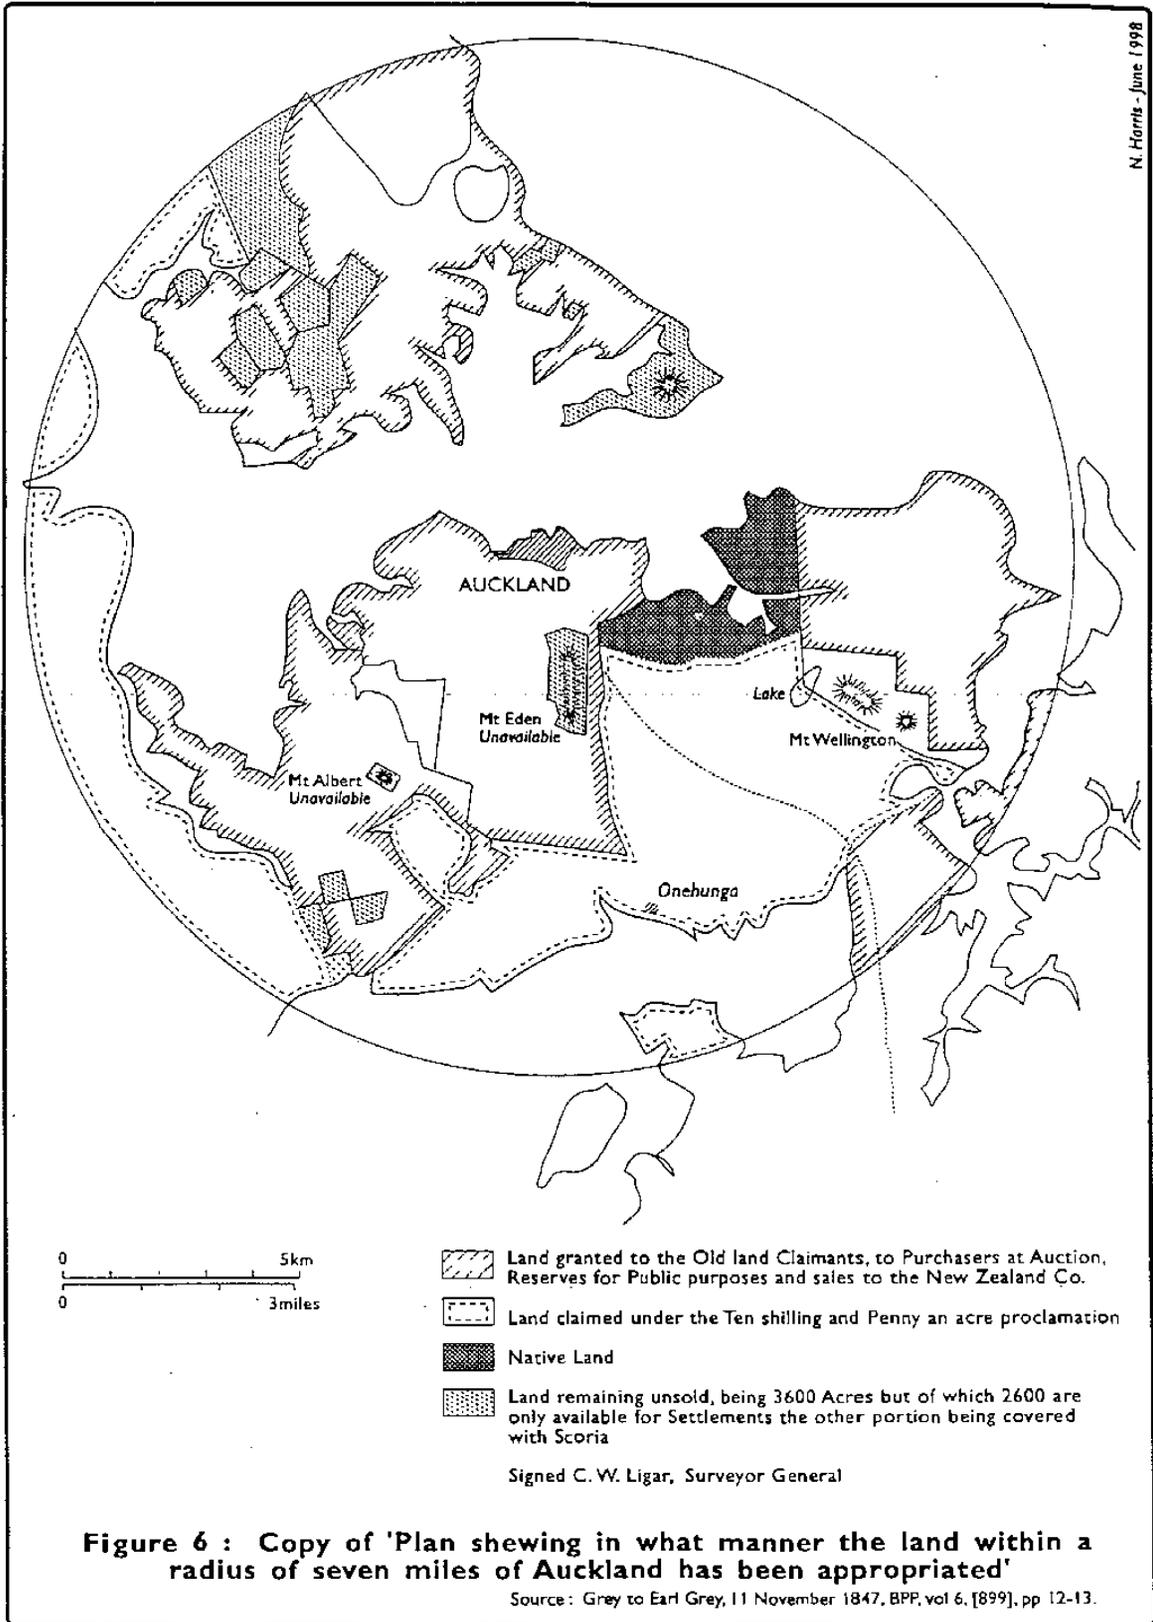 N. Harris - June 1998
AUCKLAND
Lake
Mt Eden
Unavailable
Mt Wellington
Mt Albert
Unavailable
Onehunga
0 5km
0 3miles
Land granted to the Old land Claimants, to Purchasers at Auction,
Reserves for Public purposes and sales to the New Zealand Co.
Land claimed under the Ten shilling and Penny an acre proclamation
Native Land
Land remaining unsold, being 3600 Acres but of which 2600 are
only available for Settlements the other portion being covered
with Scoria
Signed C. W. Ligar, Surveyor General
Figure 6 : Copy of 'Plan shewing in what manner the land within a
radius of seven miles of Auckland has been appropriated'
Source : Grey to Earl Grey, 11 November 1847, BPP, vol 6, [899], pp 12-13.